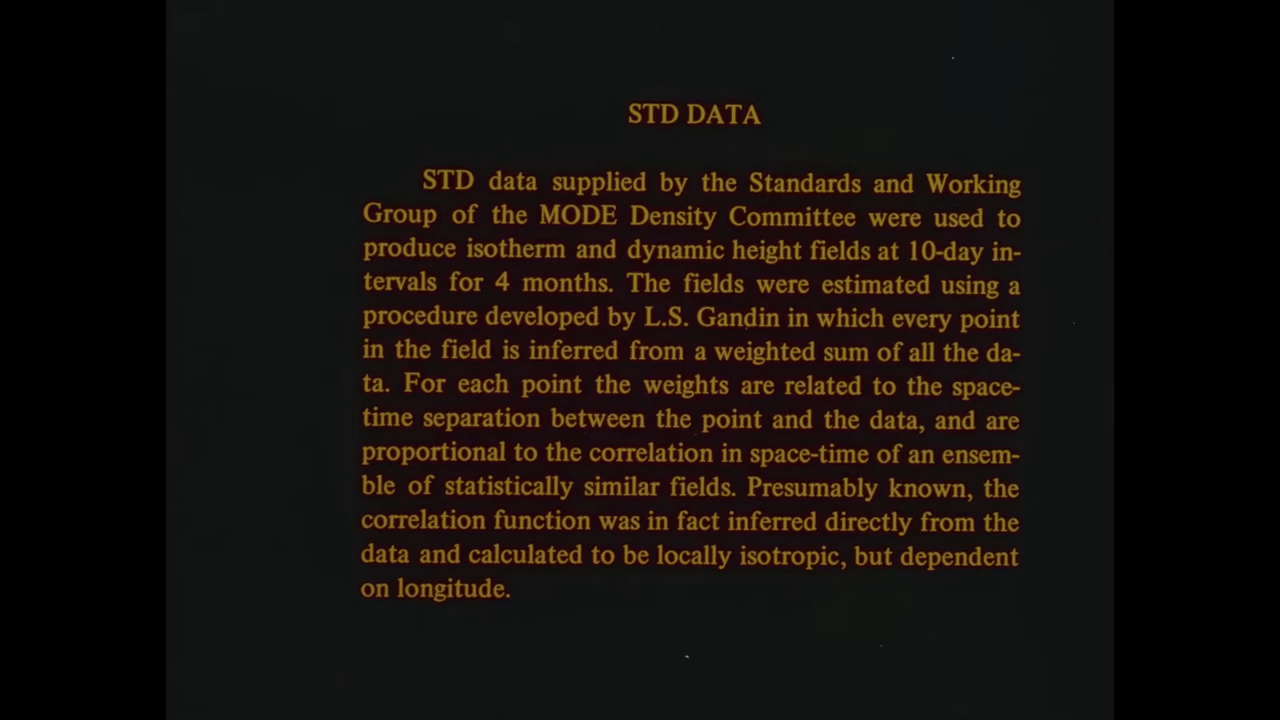 STD DATA
STD data supplied by the Standards and Working
Group of the MODE Density Committee were used to
produce isotherm and dynamic height fields at 10-day in-
tervals for 4 months. The fields were estimated using a
procedure developed by L.S. Gandin in which every point
in the field is inferred from a weighted sum of all the da-
ta. For each point the weights are related to the space-
time separation between the point and the data, and are
proportional to the correlation in space-time of an ensem-
ble of statistically similar fields. Presumably known, the
correlation function was in fact inferred directly from the
data and calculated to be locally isotropic, but dependent
on longitude.